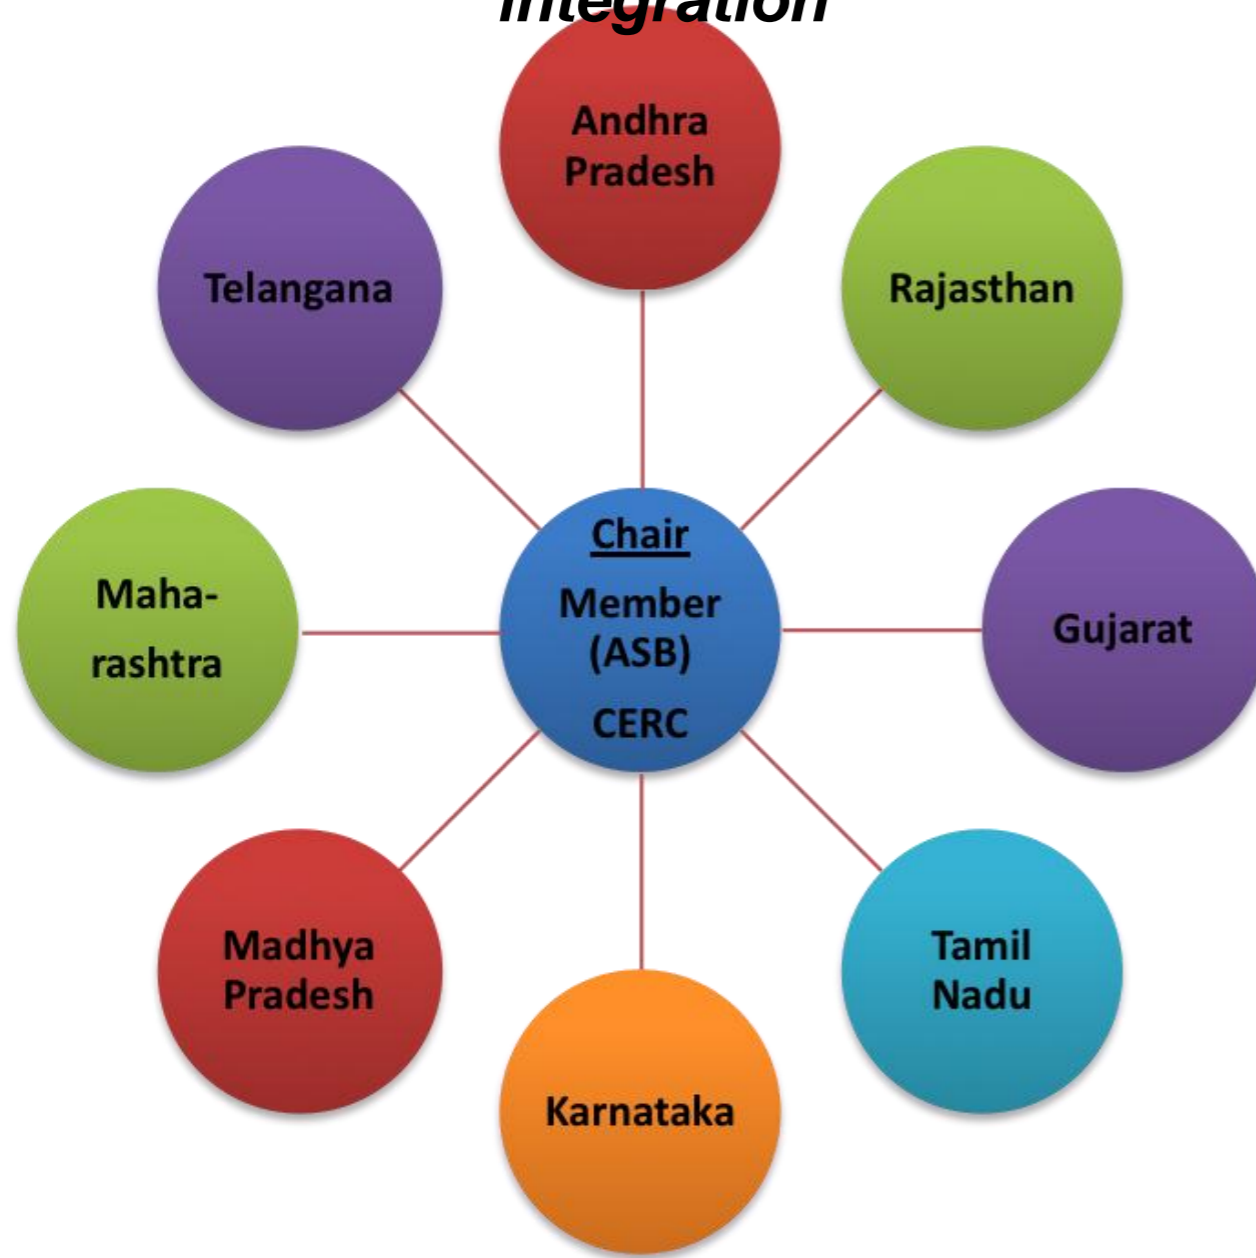 integration
Andhra
Pradesh
Telangana
Rajasthan
Chair
Member
(ASB)
CERC
Maha-
rashtra
Gujarat
Madhya
Pradesh
Tamil
Nadu
Karnataka